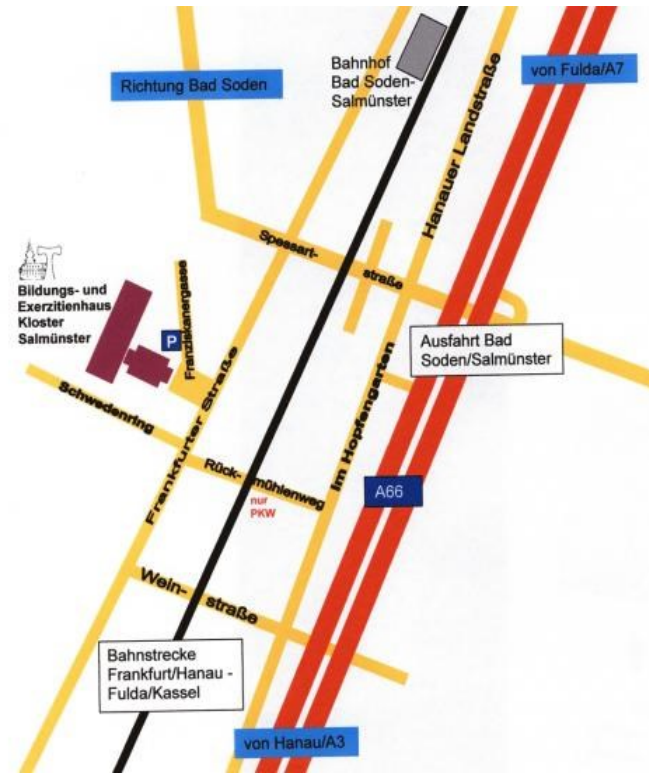 Bahnhof
Bad Soden-
Salmünster
von Fulda/A7
Richtung Bad Soden
Hanauer Landstraße
Spessart-
straße
Bildungs- und
Exerzitienhaus
Kloster
Salmünster
P
Franziskanergasse
Ausfahrt Bad
Soden/Salmünster
Schwedenring
Frankfurter Straße
Im Hopfengarten
Rück-
mühlenweg
nur
PKW
A66
Wein-
straße
Bahnstrecke
Frankfurt/Hanau -
Fulda/Kassel
von Hanau/A3